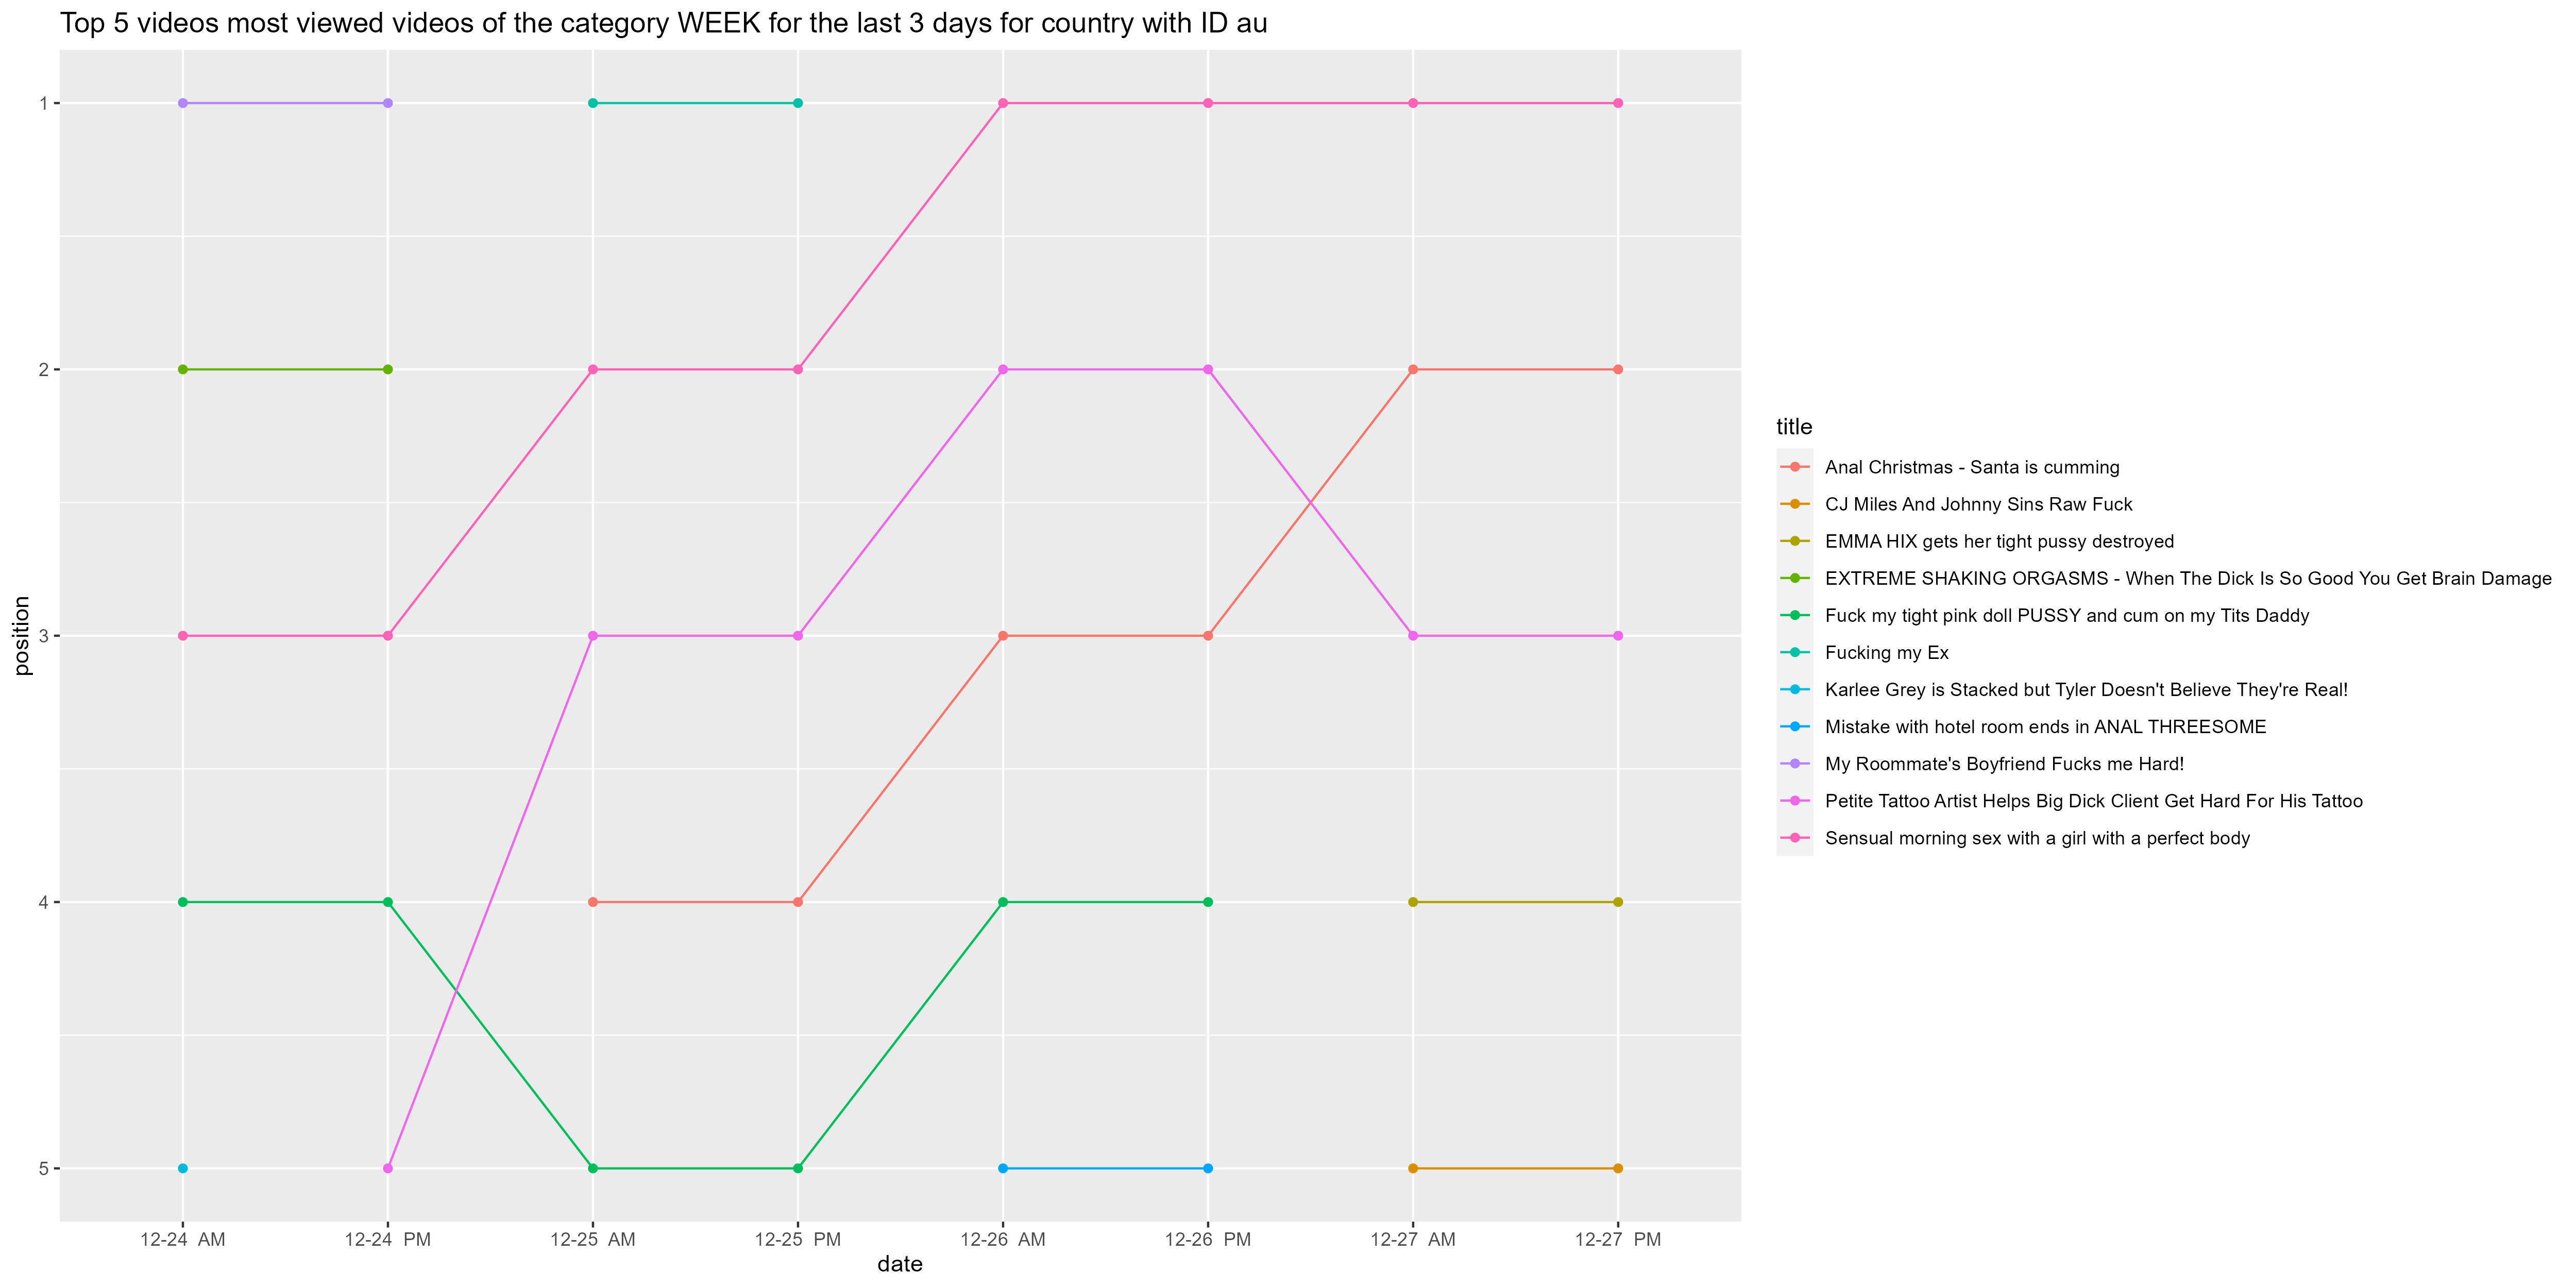 Top 5 videos most viewed videos of the category WEEK for the last 3 days for country with ID au
1
2
3
4
5
position
12-24 AM
12-24 PM
12-25 AM
12-25 PM
12-26 AM
12-26 PM
12-27 AM
12-27 PM
date
title
Anal Christmas - Santa is cumming
CJ Miles And Johnny Sins Raw Fuck
EMMA HIX gets her tight pussy destroyed
EXTREME SHAKING ORGASMS - When The Dick Is So Good You Get Brain Damage
Fuck my tight pink doll PUSSY and cum on my Tits Daddy
Fucking my Ex
Karlee Grey is Stacked but Tyler Doesn't Believe They're Real!
Mistake with hotel room ends in ANAL THREESOME
My Roommate's Boyfriend Fucks me Hard!
Petite Tattoo Artist Helps Big Dick Client Get Hard For His Tattoo
Sensual morning sex with a girl with a perfect body